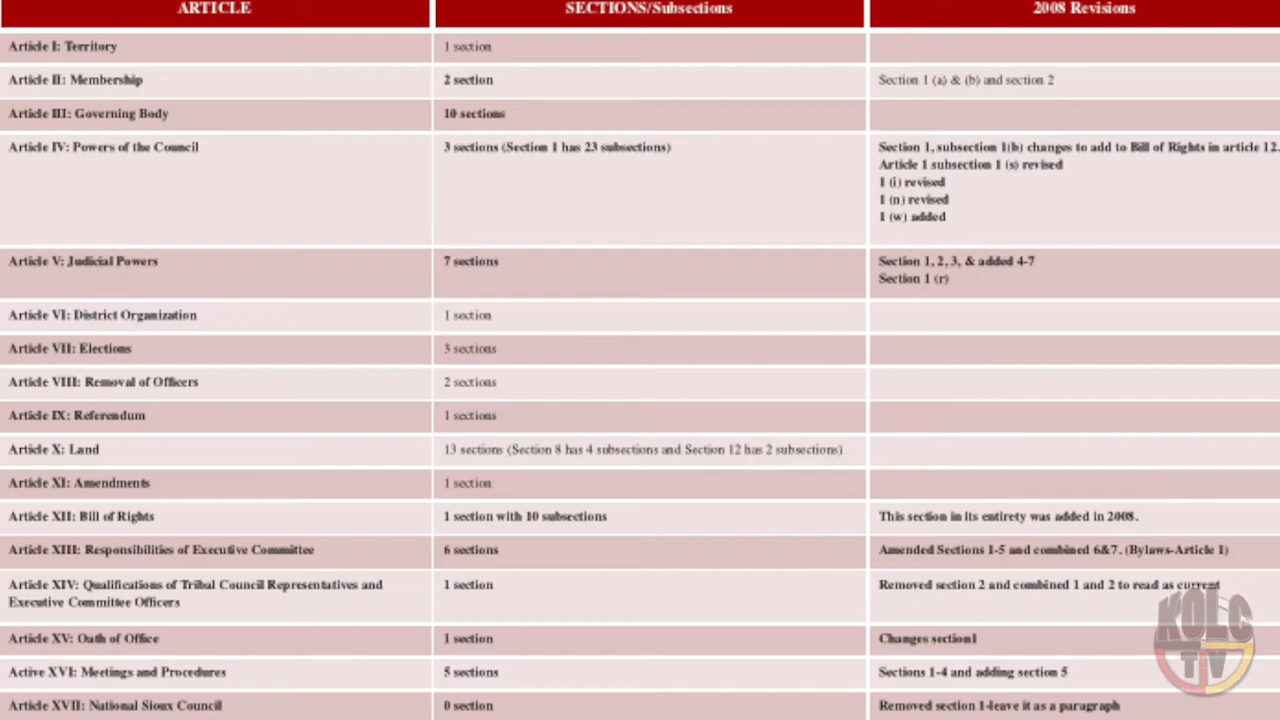 ARTICLE SECTIONS/Subsections 2008 Revisions
Article I: Territory 1 section
Article II: Membership 2 section Section 1 (a) & (b) and section 2
Article III: Governing Body 10 sections
Article IV: Powers of the Council 3 sections (Section 1 has 23 subsections) Section 1, subsection 1(b) changes to add to Bill of Rights in article 12.
Article 1 subsection 1 (s) revised
1 (i) revised
1 (n) revised
1 (w) added
Article V: Judicial Powers 7 sections Section 1, 2, 3, & added 4-7
Section 1 (r)
Article VI: District Organization 1 section
Article VII: Elections 3 sections
Article VIII: Removal of Officers 2 sections
Article IX: Referendum 1 sections
Article X: Land 13 sections (Section 8 has 4 subsections and Section 12 has 2 subsections)
Article XI: Amendments 1 section
Article XII: Bill of Rights 1 section with 10 subsections This section in its entirety was added in 2008.
Article XIII: Responsibilities of Executive Committee 6 sections Amended Sections 1-5 and combined 6&7. (Bylaws-Article 1)
Article XIV: Qualifications of Tribal Council Representatives and 1 section Removed section 2 and combined 1 and 2 to read as current
Executive Committee Officers
Article XV: Oath of Office 1 section Changes section1
Active XVI: Meetings and Procedures 5 sections Sections 1-4 and adding section 5
Article XVII: National Sioux Council 0 section Removed section 1-leave it as a paragraph
KOLC
TV